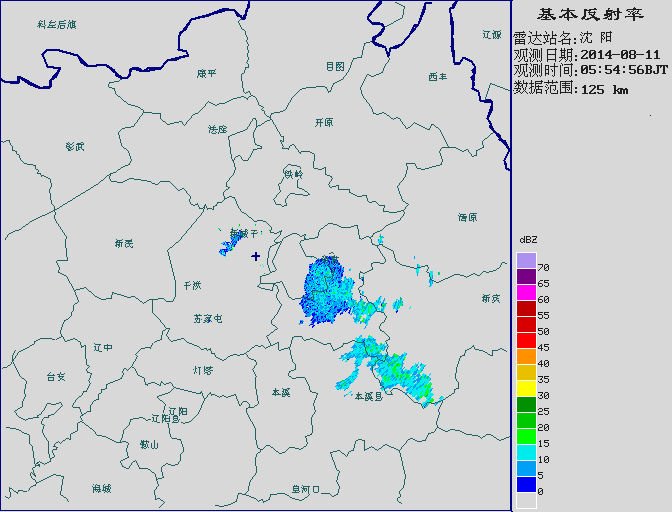 基本反射率
雷达站名:沈 阳
观测日期:2014-08-11
观测时间:05:54:56BJT
数据范围:125 km
科左后旗
辽源
康平
昌图
西丰
法库
开原
彰武
铁岭
清原
新城子
新民
于洪
新宾
苏家屯
辽中
灯塔
台安
本溪
本溪县
辽阳
辽阳县
鞍山
海城
dBZ
70
65
60
55
50
45
40
35
30
25
20
15
10
5
0